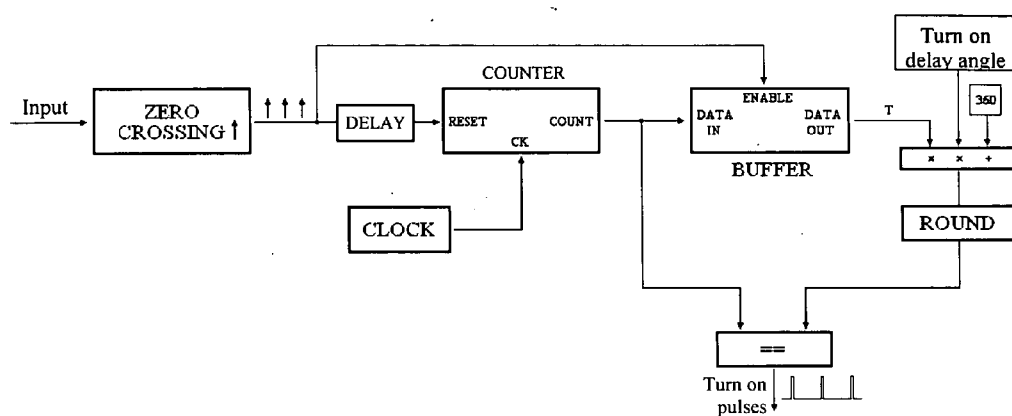 Turn on
delay angle
COUNTER
360
Input
ZERO
CROSSING ↑
DELAY
RESET
COUNT
CK
ENABLE
DATA
IN
DATA
OUT
T
BUFFER
× × ÷
CLOCK
ROUND
==
Turn on
pulses